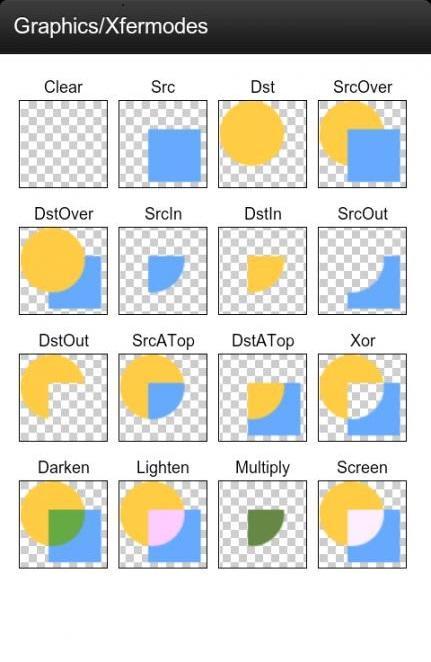 Graphics/Xfermodes
Clear Src Dst SrcOver
DstOver SrcIn DstIn SrcOut
DstOut SrcATop DstATop Xor
Darken Lighten Multiply Screen